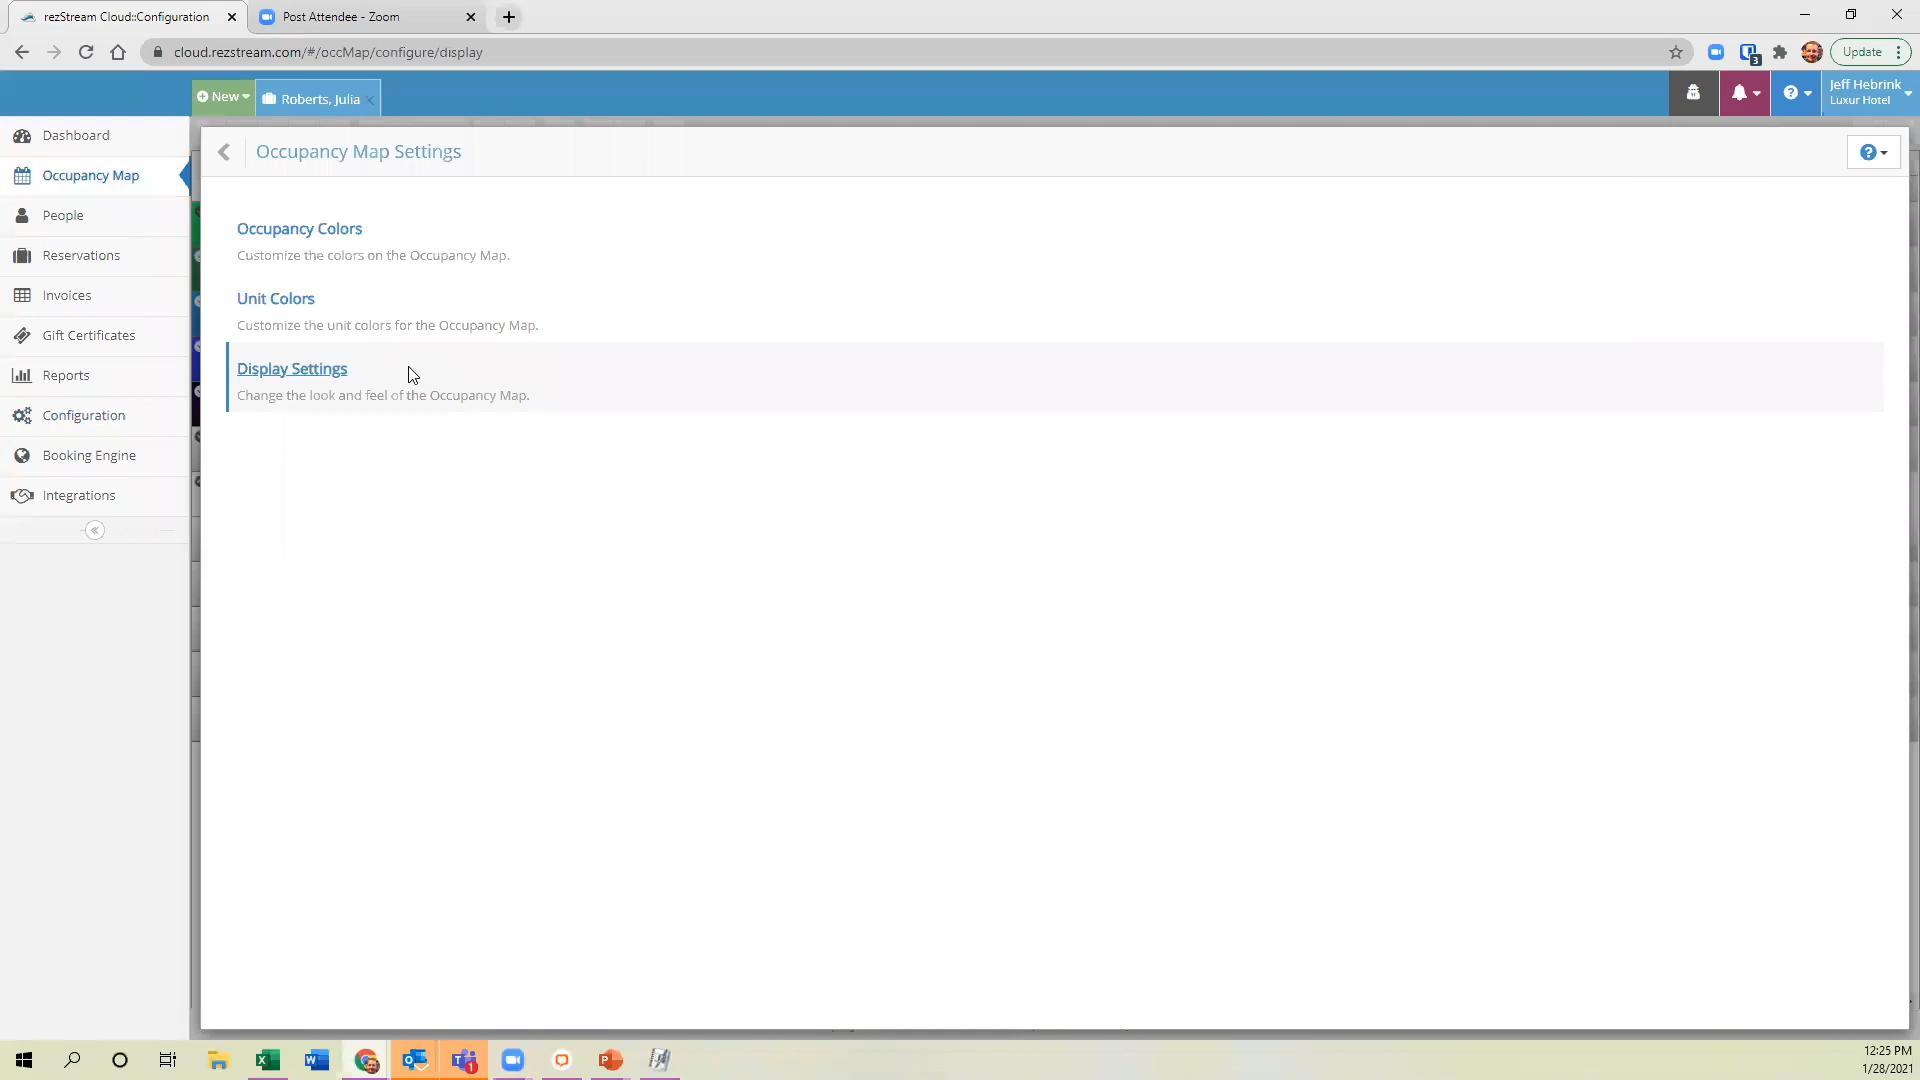 rezStream Cloud::Configuration
Post Attendee - Zoom
cloud.rezstream.com/#/occMap/configure/display
3
Update
New
Roberts, Julia
Jeff Hebrink
Luxur Hotel
Dashboard
Occupancy Map
People
Reservations
Invoices
Gift Certificates
Reports
Configuration
Booking Engine
Integrations
Occupancy Map Settings
Occupancy Colors
Customize the colors on the Occupancy Map.
Unit Colors
Customize the unit colors for the Occupancy Map.
Display Settings
Change the look and feel of the Occupancy Map.
1
12:25 PM
1/28/2021